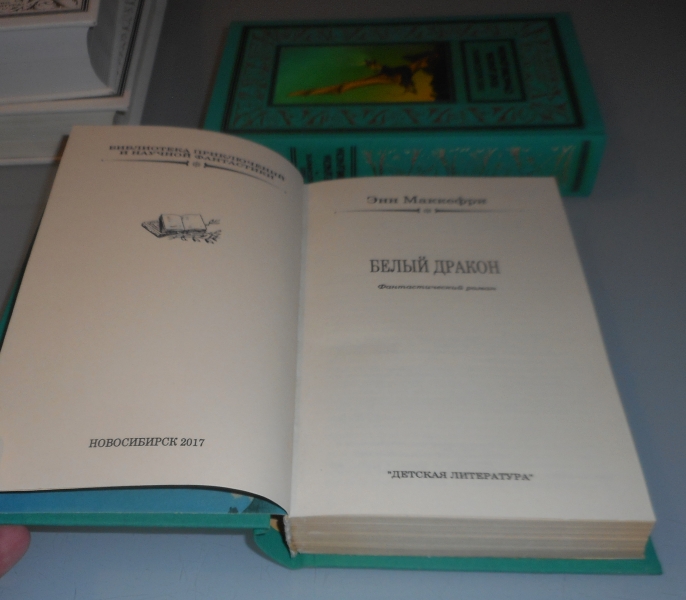 БИБЛИОТЕКА ПРИКЛЮЧЕНИЙ
И НАУЧНОЙ ФАНТАСТИКИ
НОВОСИБИРСК 2017
Энн Маккефри
БЕЛЫЙ ДРАКОН
Фантастический роман
"ДЕТСКАЯ ЛИТЕРАТУРА"